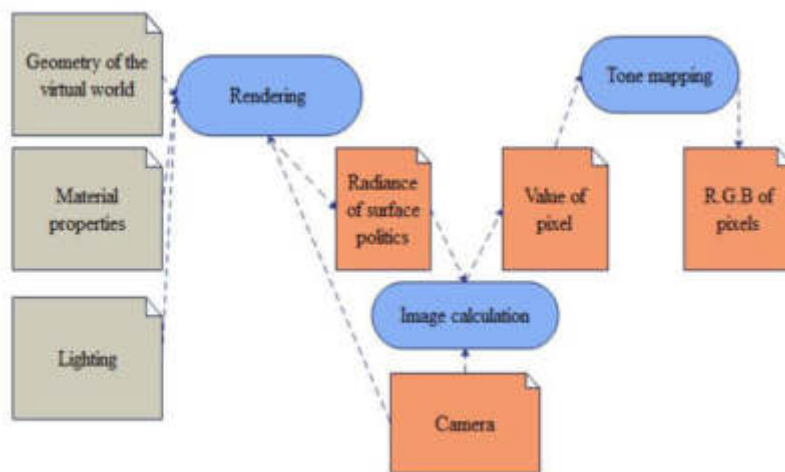 Geometry of the
virtual world
Rendering
Tone mapping
Material
properties
Radiance
of surface
politics
Value of
pixel
R.G.B of
pixels
Lighting
Image calculation
Camera